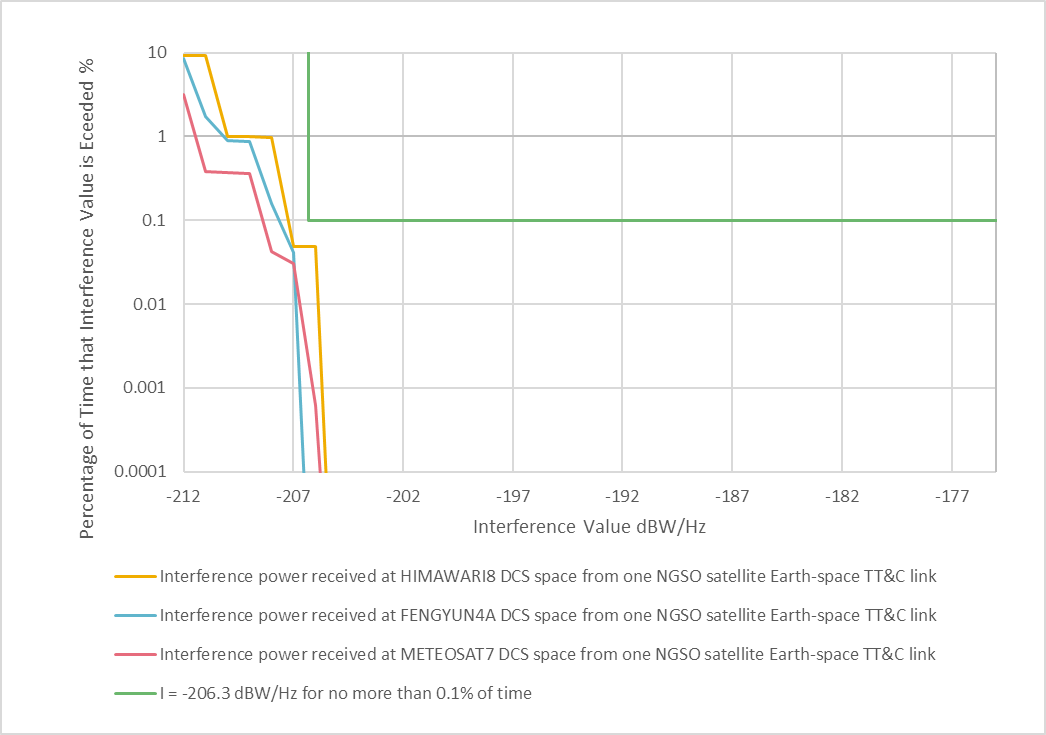 Percentage of Time that Interference Value is Eceeded %
10
1
0.1
0.01
0.001
0.0001
-212 -207 -202 -197 -192 -187 -182 -177
Interference Value dBW/Hz
Interference power received at HIMAWARI8 DCS space from one NGSO satellite Earth-space TT&C link
Interference power received at FENGYUN4A DCS space from one NGSO satellite Earth-space TT&C link
Interference power received at METEOSAT7 DCS space from one NGSO satellite Earth-space TT&C link
I = -206.3 dBW/Hz for no more than 0.1% of time